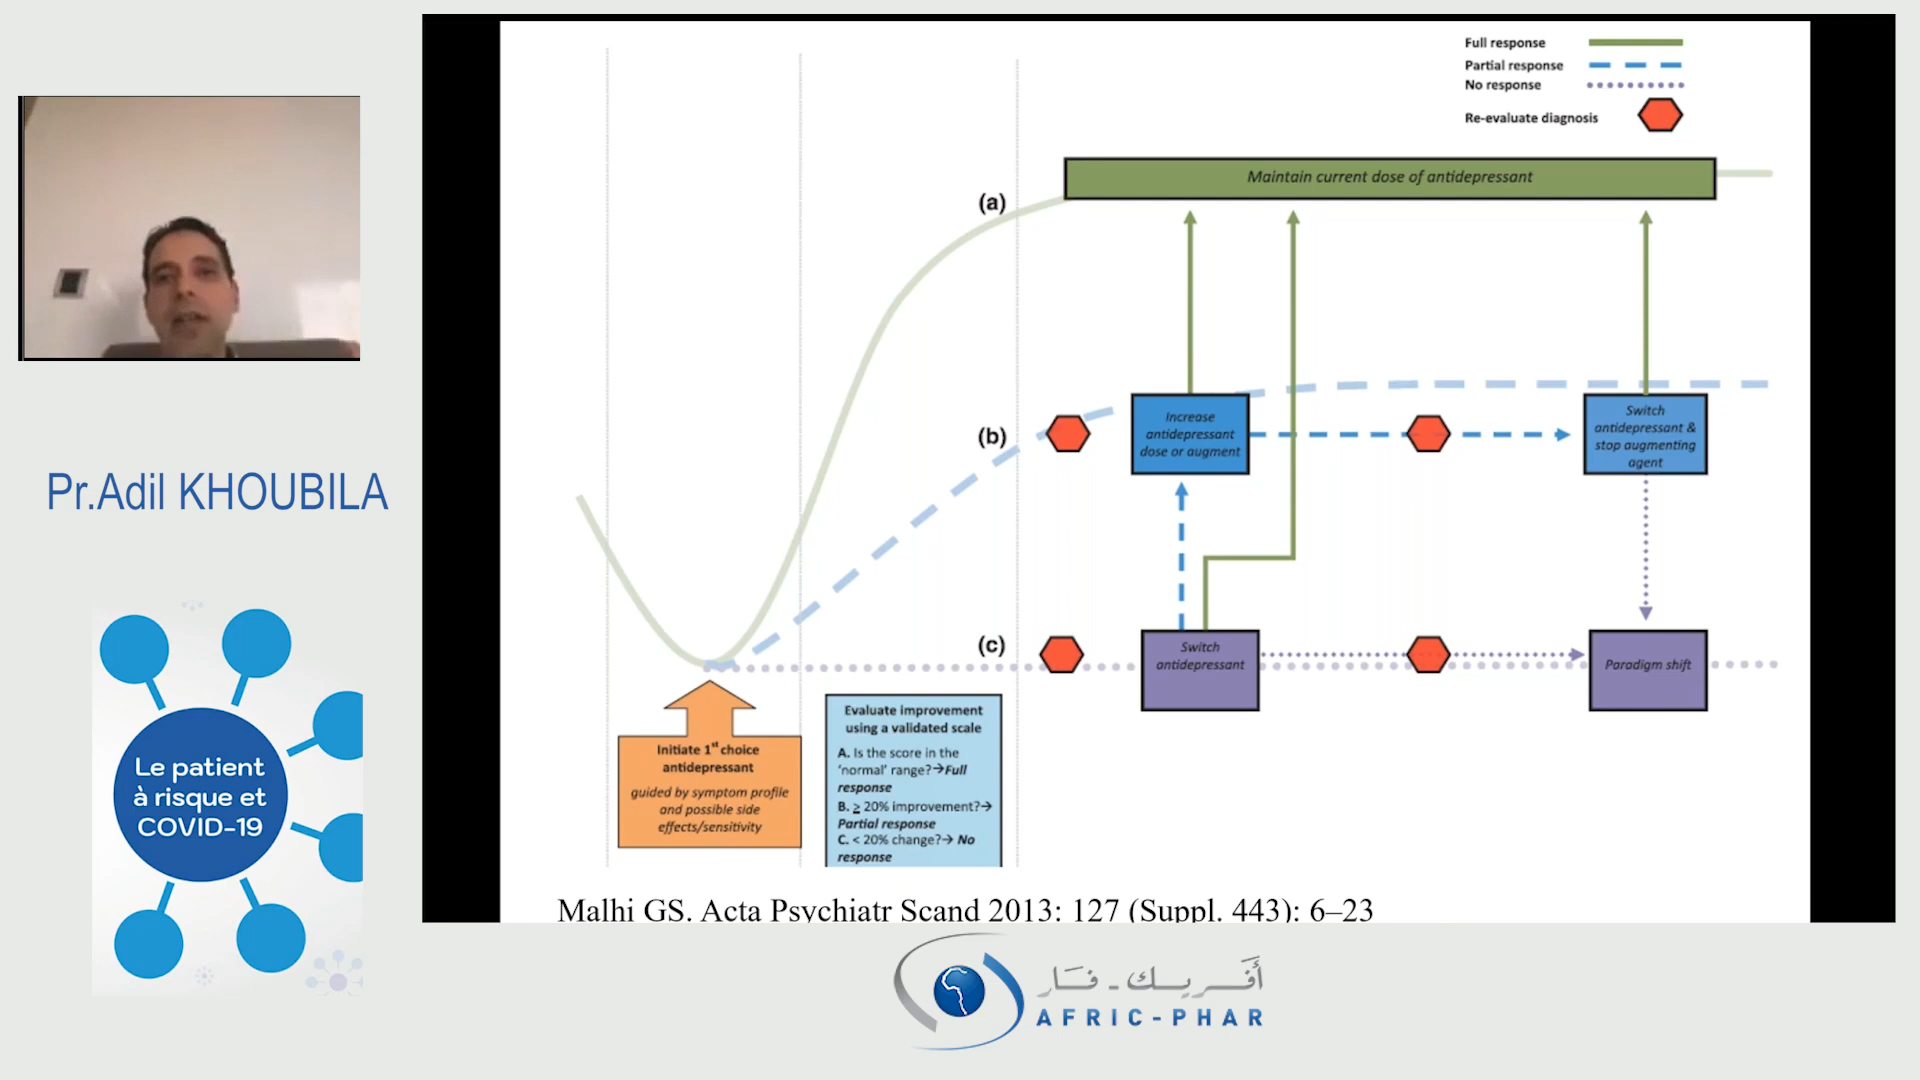 Pr.Adil KHOUBILA
Le patient
à risque et
COVID-19
Full response
Partial response
No response
Re-evaluate diagnosis
Maintain current dose of antidepressant
(a)
(b)
Increase
antidepressant
dose or augment
Switch
antidepressant &
stop augmenting
agent
(c)
Switch
antidepressant
Paradigm shift
Initiate 1st choice
antidepressant
guided by symptom profile
and possible side
effects/sensitivity
Evaluate improvement
using a validated scale
A. Is the score in the
'normal' range?→Full
response
B. ≥ 20% improvement?→
Partial response
C. < 20% change?→ No
response
Malhi GS. Acta Psychiatr Scand 2013: 127 (Suppl. 443): 6–23
أفـريـك - فـار
AFRIC-PHAR